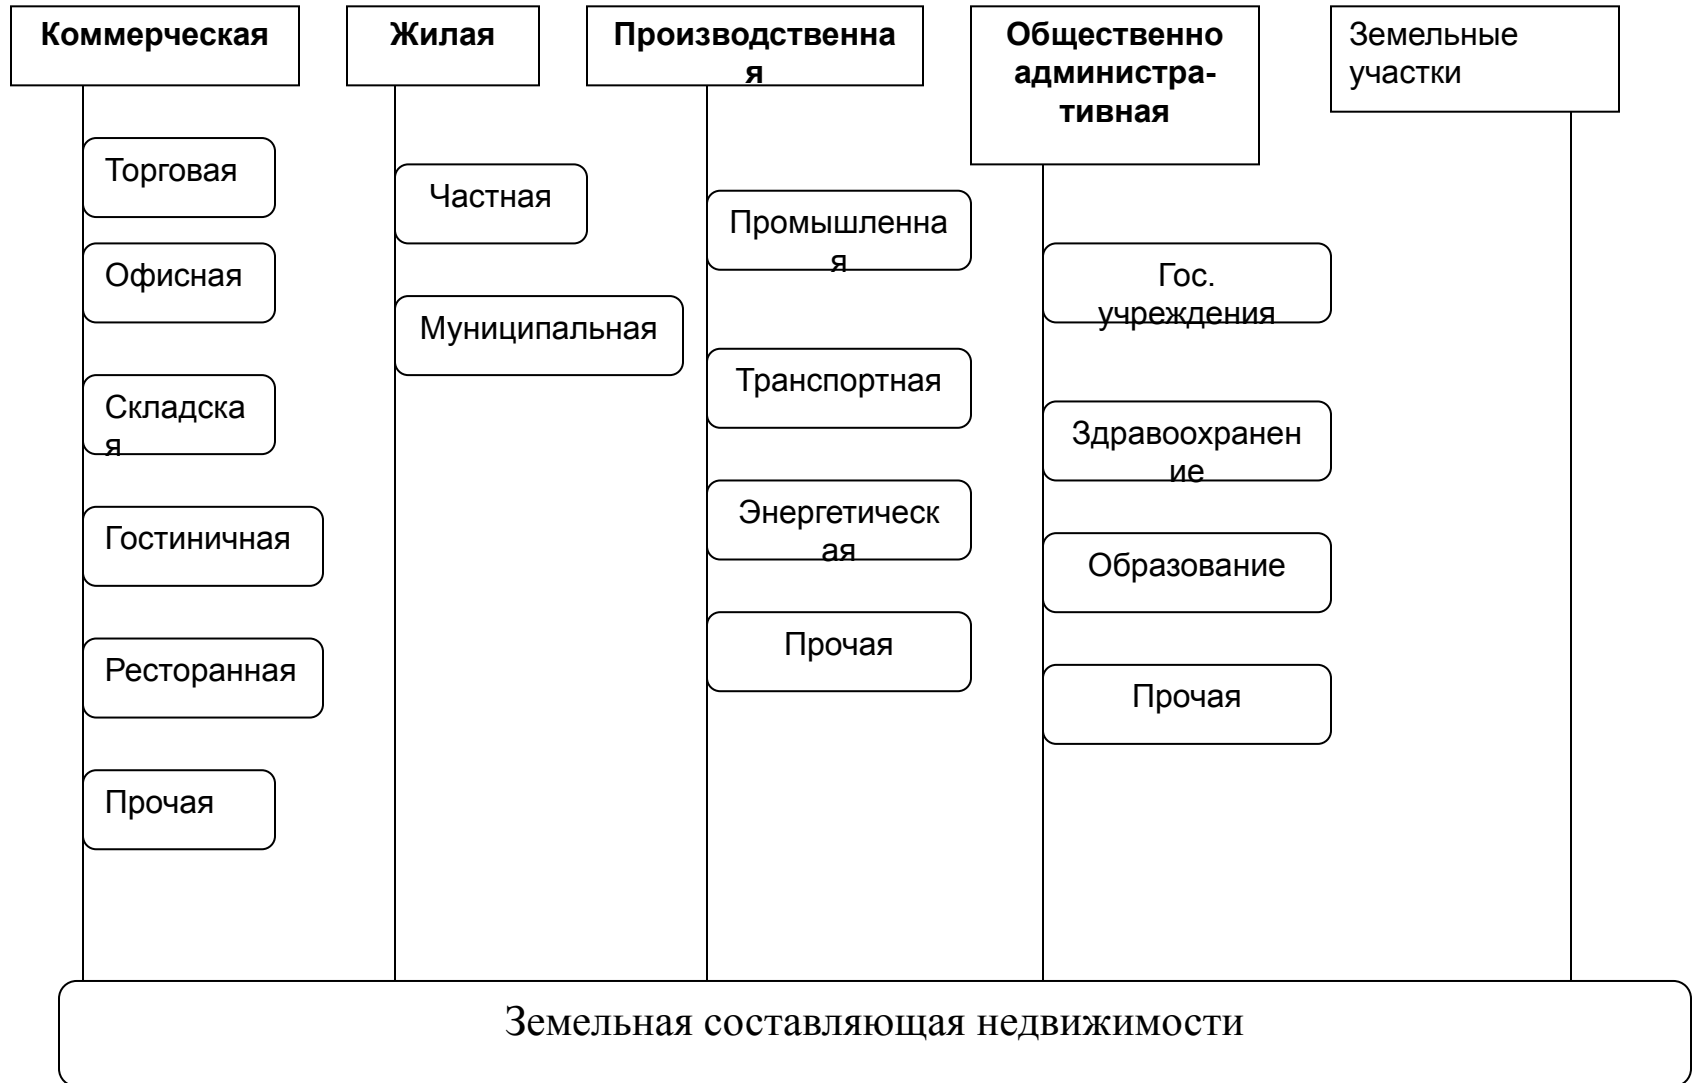 Коммерческая
Торговая
Офисная
Складска
я
Гостиничная
Ресторанная
Прочая
Жилая
Частная
Муниципальная
Производственна
я
Промышленна
я
Транспортная
Энергетическ
ая
Прочая
Общественно
администра-
тивная
Гос.
учреждения
Здравоохранен
ие
Образование
Прочая
Земельные
участки
Земельная составляющая недвижимости